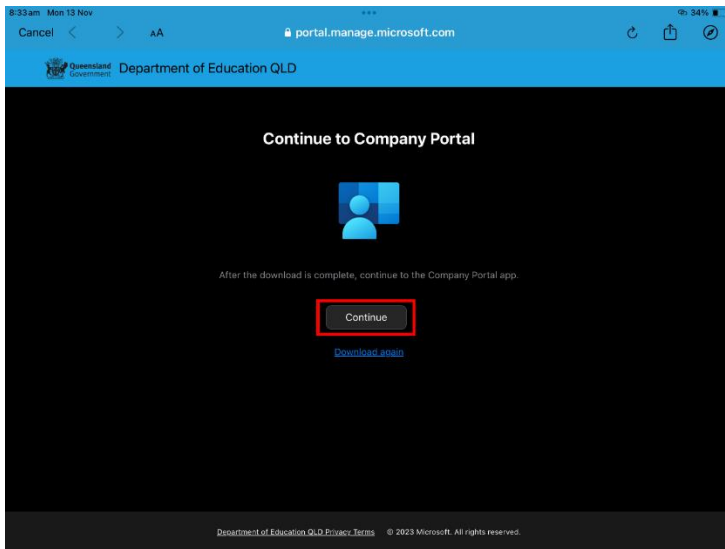 8:33am Mon 13 Nov
34%
Cancel AA portal.manage.microsoft.com
Queensland Government Department of Education QLD
Continue to Company Portal
After the download is complete, continue to the Company Portal app.
Continue
Download again
Department of Education QLD Privacy Terms © 2023 Microsoft. All rights reserved.